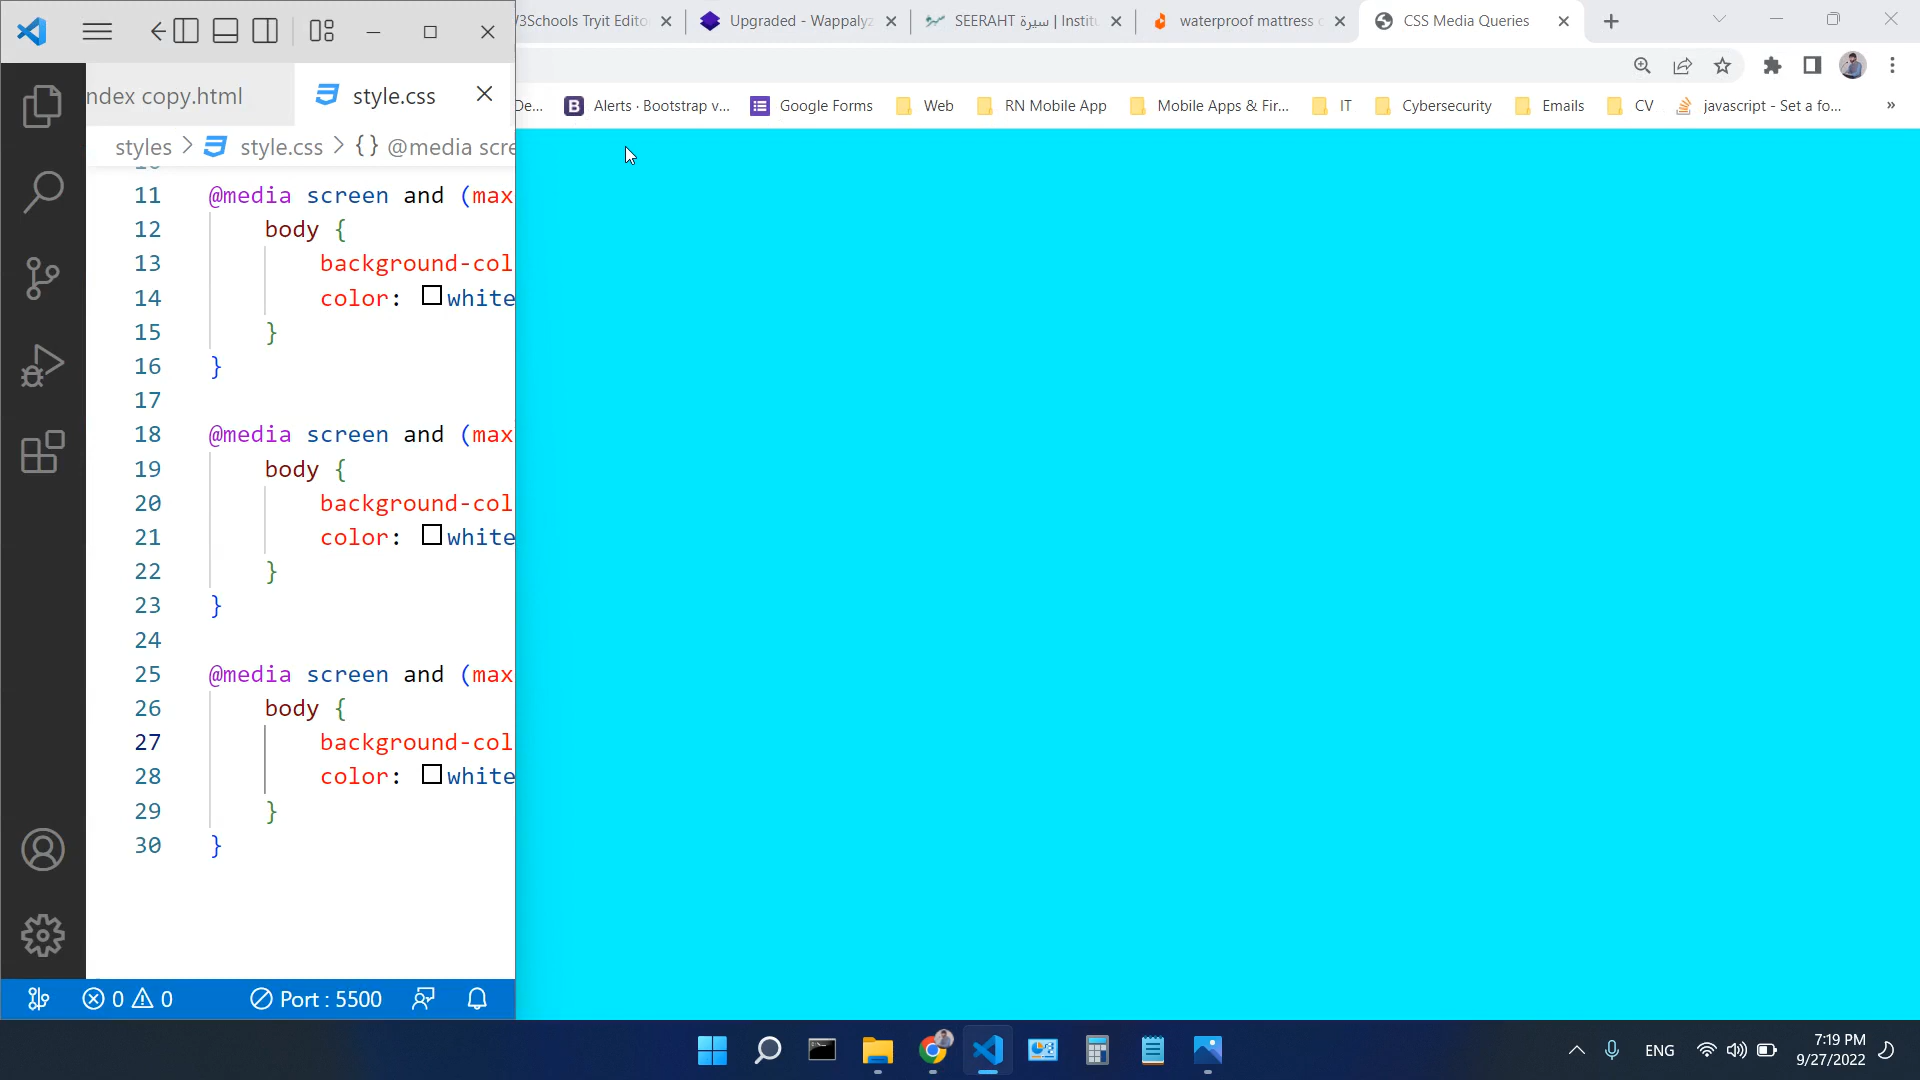 /3Schools Tryit Edito
Upgraded - Wappalyz
SEERAHT سيرة | Institu
waterproof mattress c
CSS Media Queries
ndex copy.html
style.css
De...
Alerts · Bootstrap v...
Google Forms
Web
RN Mobile App
Mobile Apps & Fir...
IT
Cybersecurity
Emails
CV
javascript - Set a fo...
»
styles > style.css > {} @media scre
11 @media screen and (max
12 body {
13 background-col
14 color: white
15 }
16 }
17
18 @media screen and (max
19 body {
20 background-col
21 color: white
22 }
23 }
24
25 @media screen and (max
26 body {
27 background-col
28 color: white
29 }
30 }
0 0 Port : 5500
ENG
7:19 PM
9/27/2022